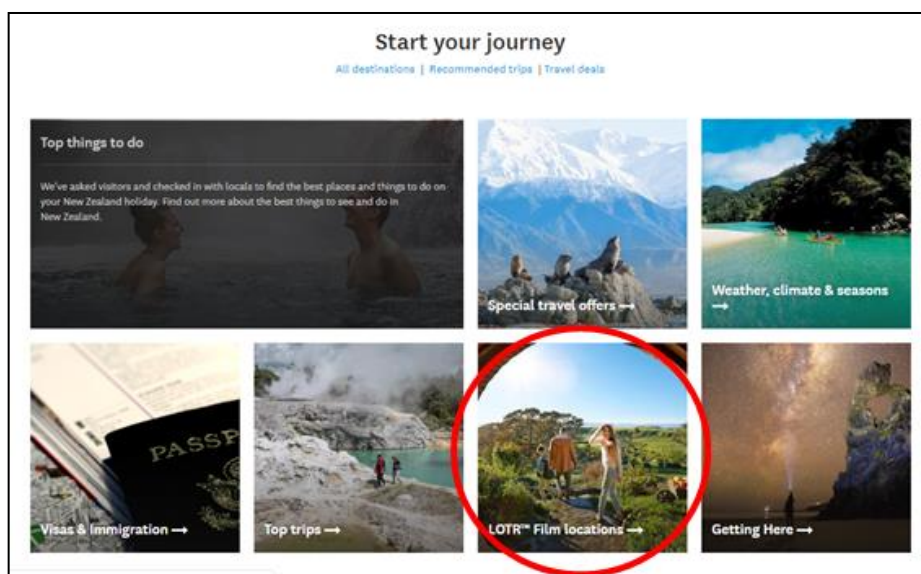 Start your journey
All destinations | Recommended trips | Travel deals
Top things to do
We've asked visitors and checked in with locals to find the best places and things to do on
your New Zealand holiday. Find out more about the best things to see and do in
New Zealand.
Special travel offers →
Weather, climate & seasons
→
PASSP
Visas & Immigration →
Top trips →
LOTR™ Film locations →
Getting Here →